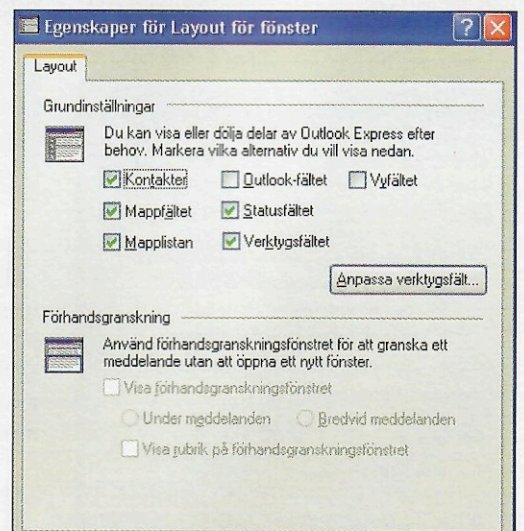 Egenskaper för Layout för fönster
Layout
Grundinställningar
Du kan visa eller dölja delar av Outlook Express efter
behov. Markera vilka alternativ du vill visa nedan.
Kontakter Outlook-fältet Vyfältet
Mappfältet Statusfältet
Mapplistan Verktygsfältet
Anpassa verktygsfält...
Förhandsgranskning
Använd förhandsgranskningsfönstret för att granska ett
meddelande utan att öppna ett nytt fönster.
Visa förhandsgranskningsfönstret
Under meddelanden Bredvid meddelanden
Visa rubrik på förhandsgranskningsfönstret